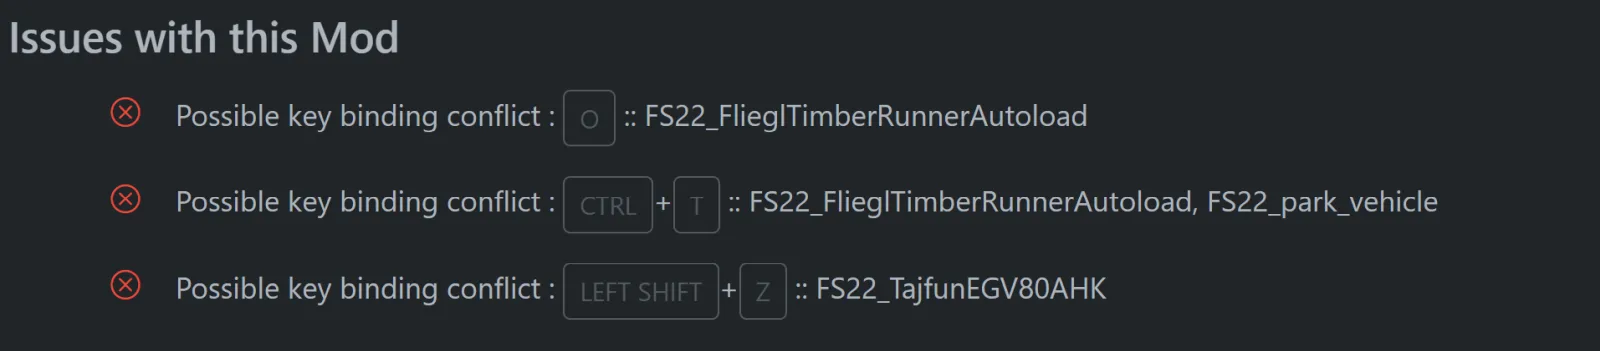 Issues with this Mod
Possible key binding conflict : O :: FS22_FlieglTimberRunnerAutoload
Possible key binding conflict : CTRL + T :: FS22_FlieglTimberRunnerAutoload, FS22_park_vehicle
Possible key binding conflict : LEFT SHIFT + Z :: FS22_TajfunEGV80AHK